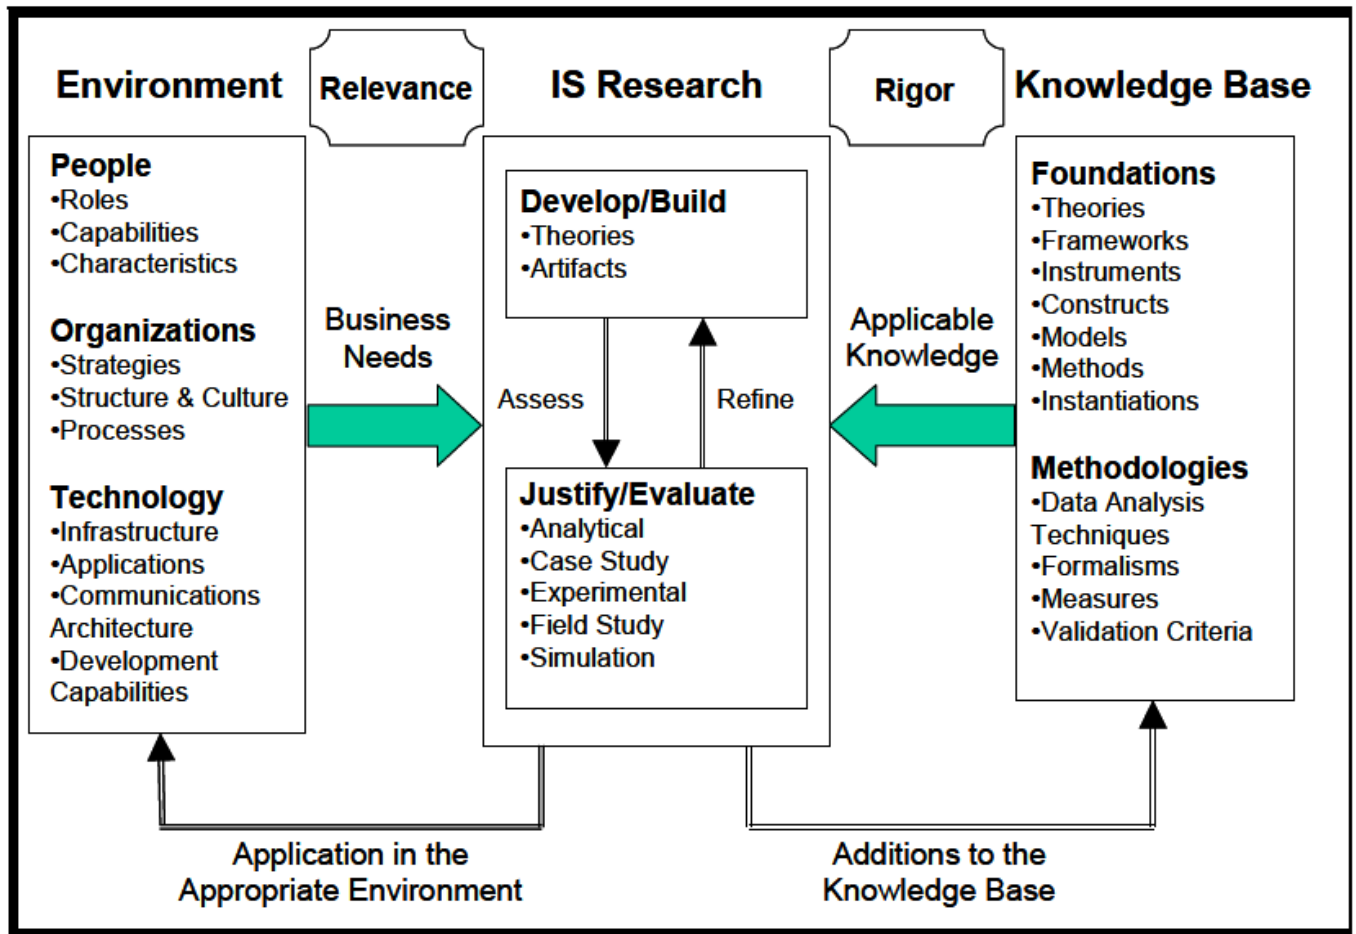 Environment
Relevance
IS Research
Rigor
Knowledge Base
People
•Roles
•Capabilities
•Characteristics
Organizations
•Strategies
•Structure & Culture
•Processes
Technology
•Infrastructure
•Applications
•Communications
Architecture
•Development
Capabilities
Business
Needs
Develop/Build
•Theories
•Artifacts
Assess
Refine
Justify/Evaluate
•Analytical
•Case Study
•Experimental
•Field Study
•Simulation
Applicable
Knowledge
Foundations
•Theories
•Frameworks
•Instruments
•Constructs
•Models
•Methods
•Instantiations
Methodologies
•Data Analysis
Techniques
•Formalisms
•Measures
•Validation Criteria
Application in the
Appropriate Environment
Additions to the
Knowledge Base